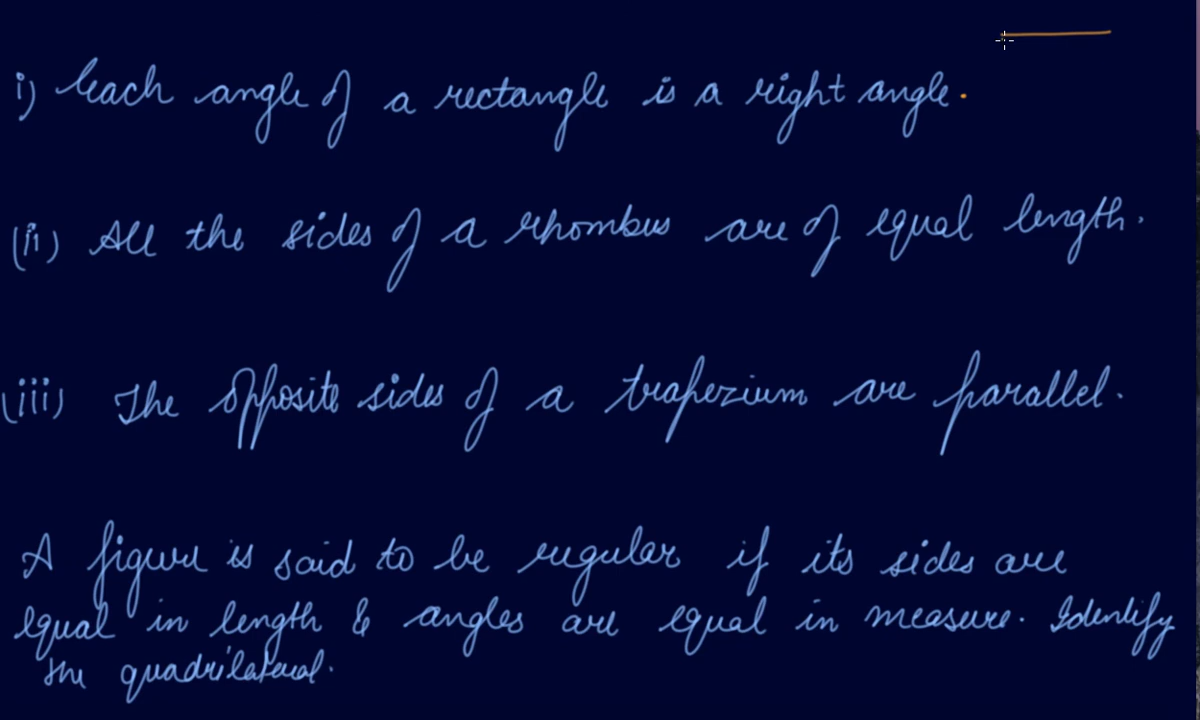 i) Each angle of a rectangle is a right angle.
(ii) All the sides of a rhombus are of equal length.
(iii) The opposite sides of a trapezium are parallel.
A figure is said to be regular if its sides are
equal in length & angles are equal in measure. Identify
the quadrilateral.